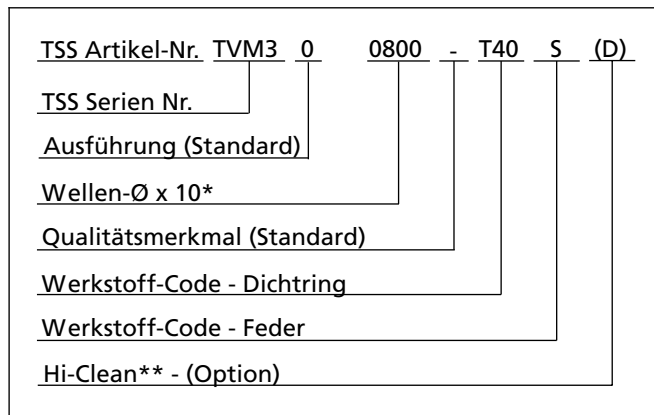 TSS Artikel-Nr. TVM3 0 0800 - T40 S (D)
TSS Serien Nr.
Ausführung (Standard)
Wellen-Ø x 10*
Qualitätsmerkmal (Standard)
Werkstoff-Code - Dichtring
Werkstoff-Code - Feder
Hi-Clean** - (Option)